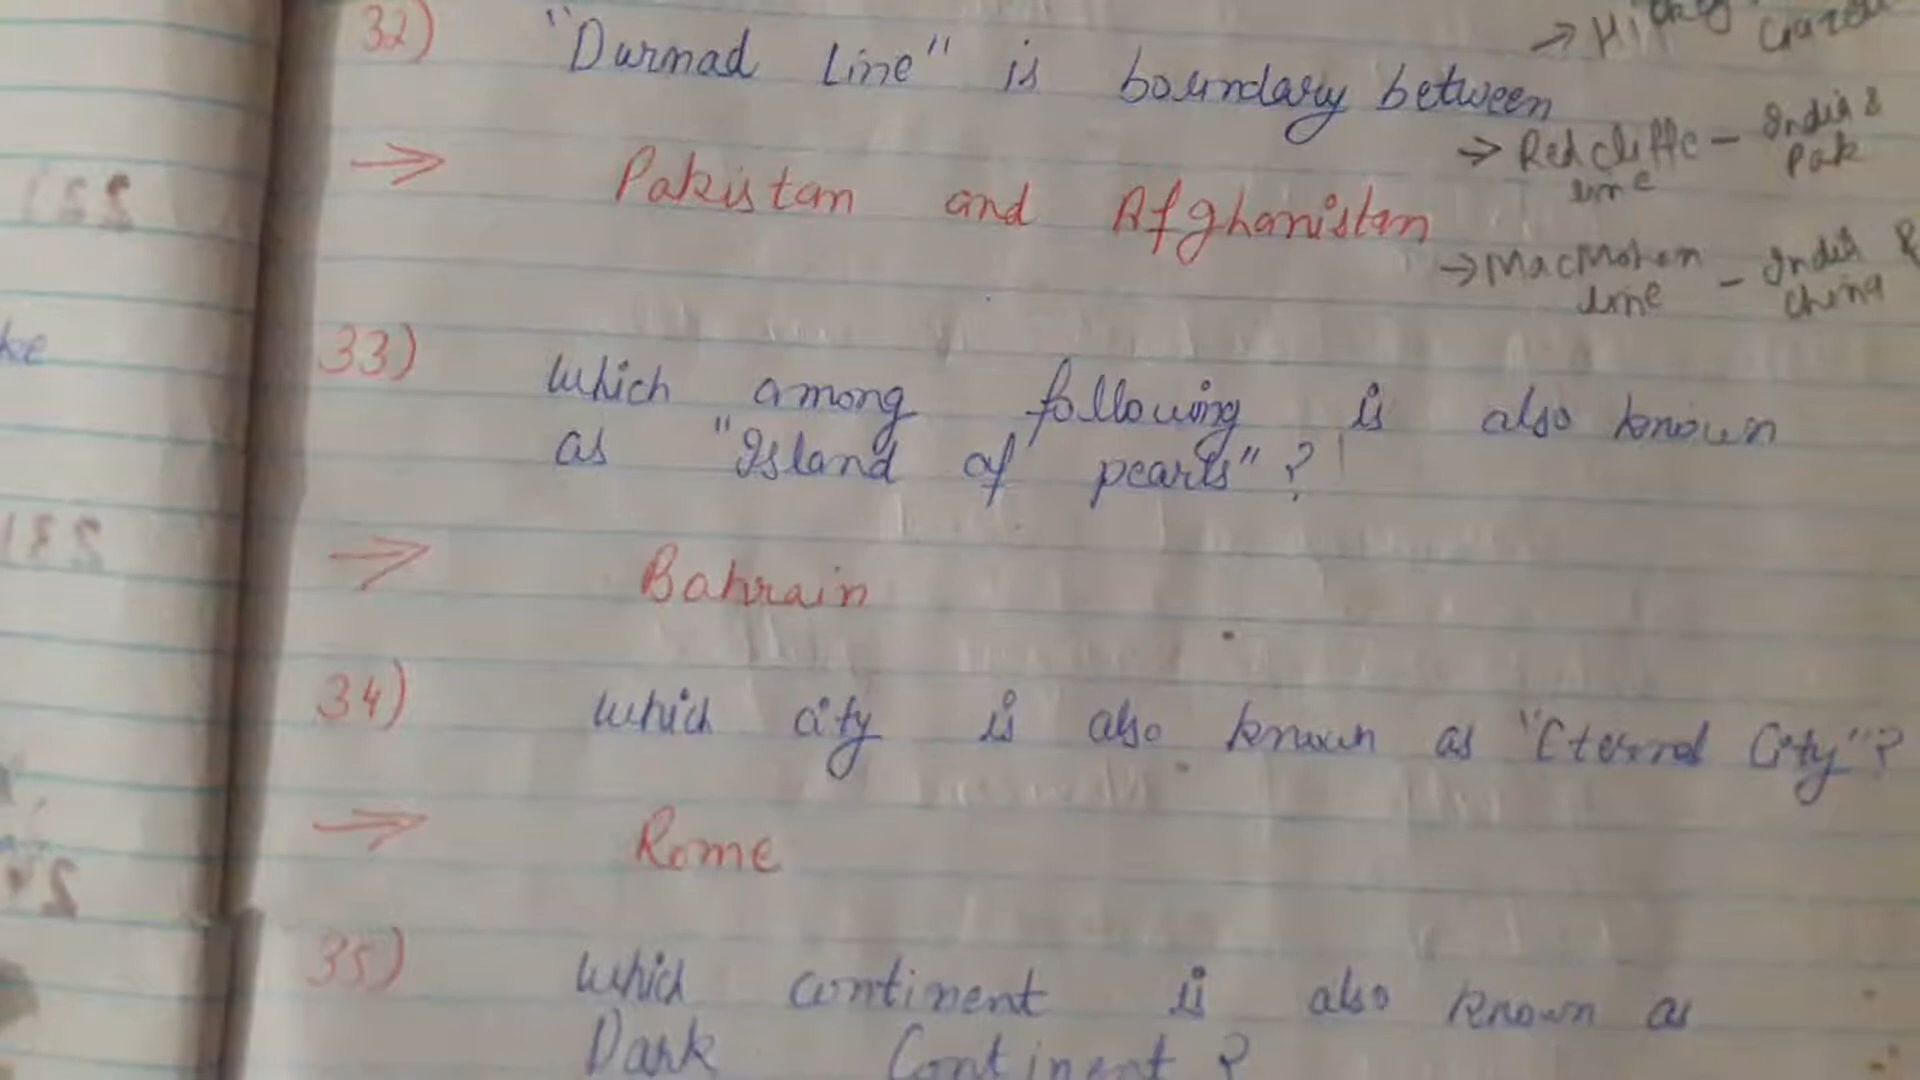 32) "Durmad Line" is boundary between
→ Pakistan and Afghanistan
→ Redcliffe line - India & Pak
→ MacMohan line - India & China
33) which among following is also known
as "Island of pearls"?
→ Bahrain
34) which city is also known as "Eternal City"?
→ Rome
35) which continent is also known as
Dark Continent?